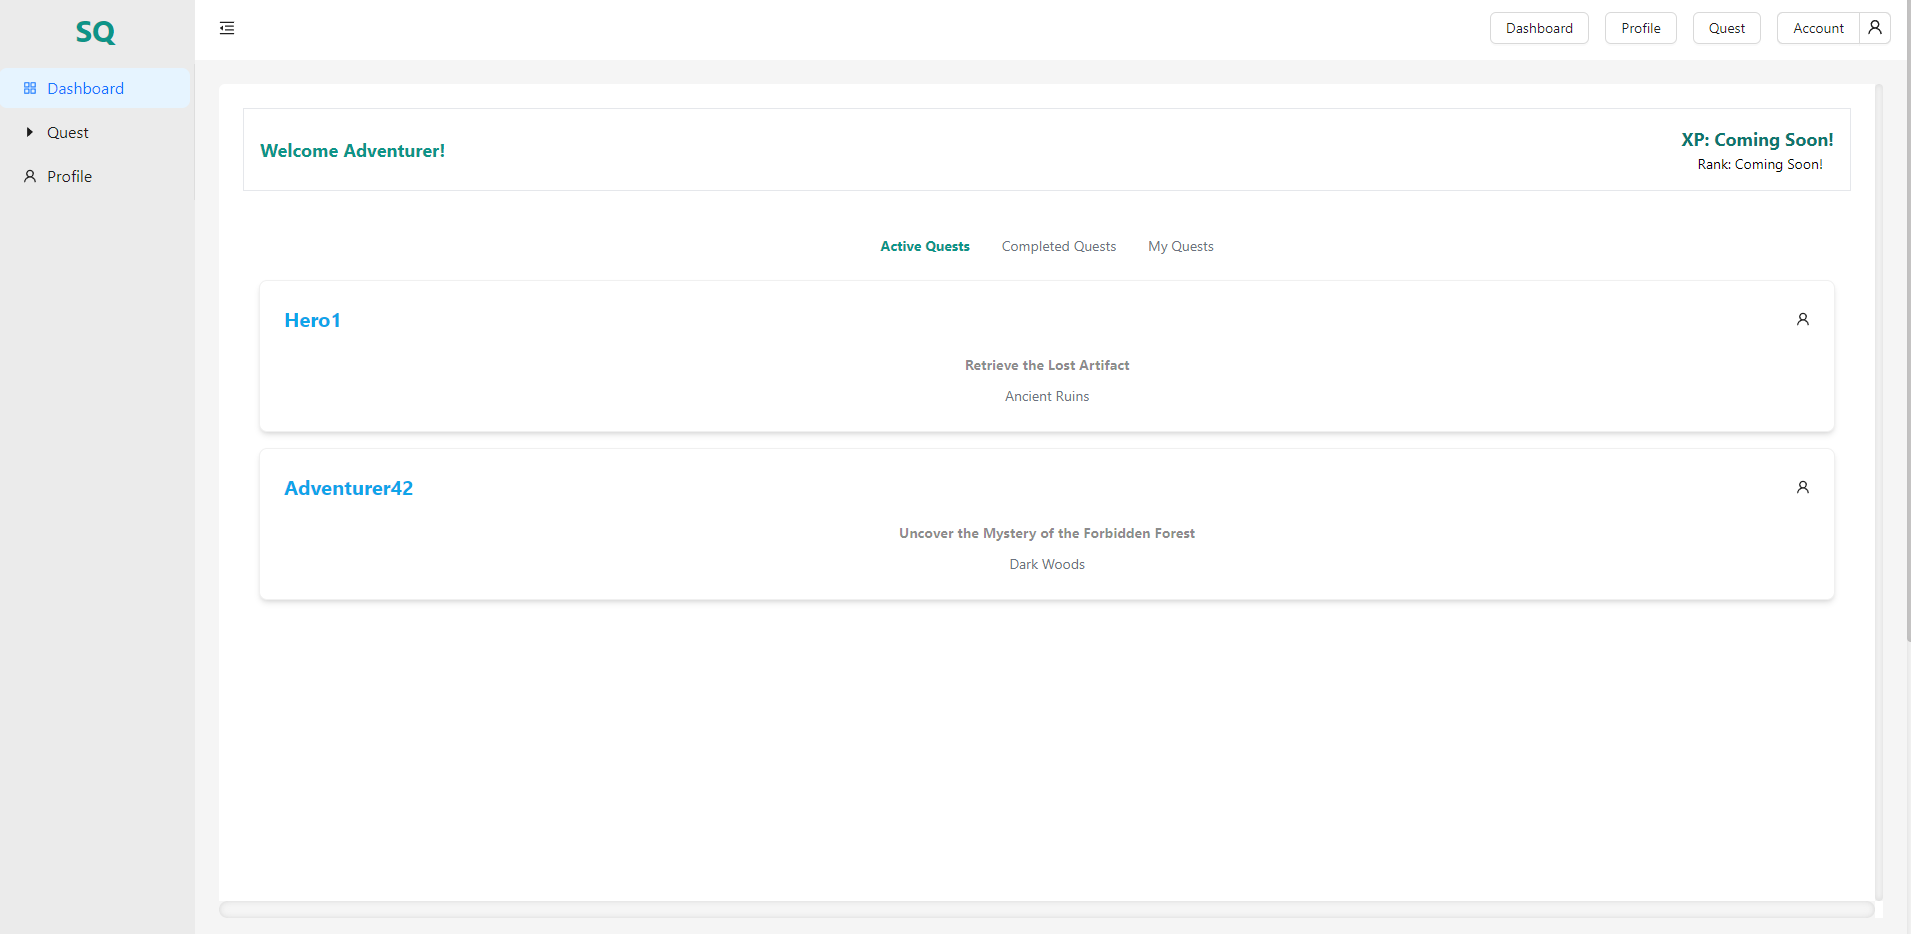 SQ
Dashboard
Quest
Profile
Dashboard
Profile
Quest
Account
Welcome Adventurer!
XP: Coming Soon!
Rank: Coming Soon!
Active Quests
Completed Quests
My Quests
Hero1
Retrieve the Lost Artifact
Ancient Ruins
Adventurer42
Uncover the Mystery of the Forbidden Forest
Dark Woods